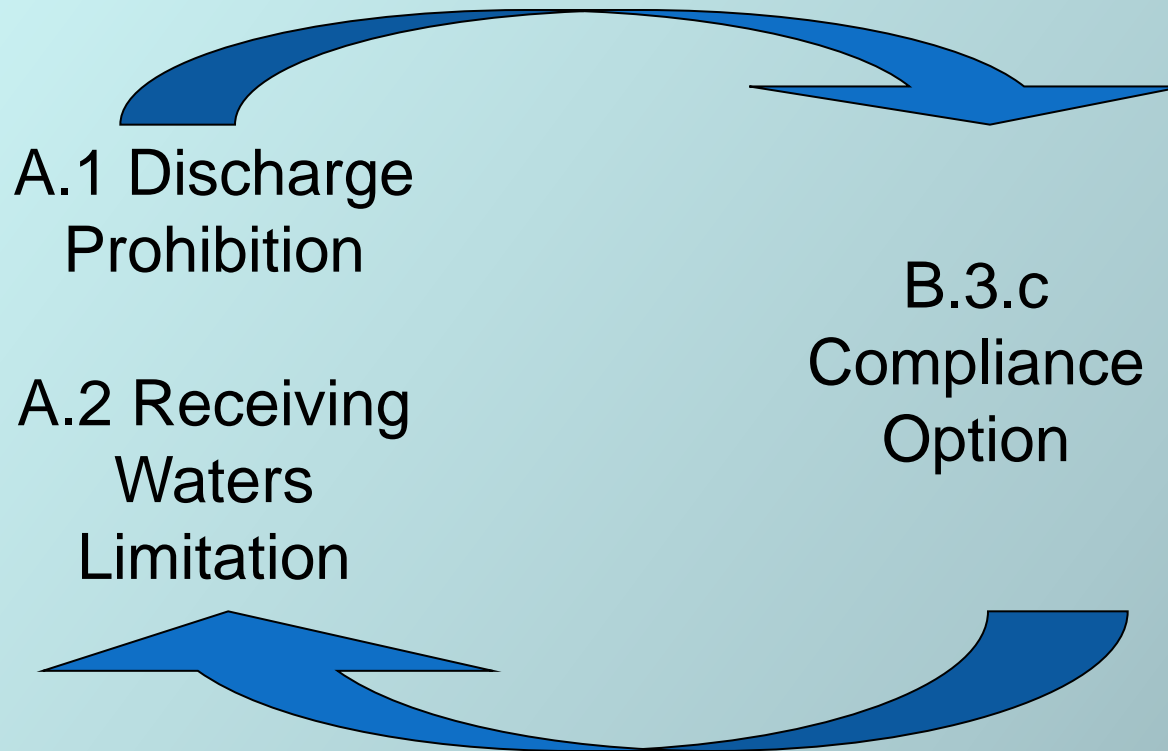 A.1 Discharge
Prohibition
A.2 Receiving
Waters
Limitation
B.3.c
Compliance
Option